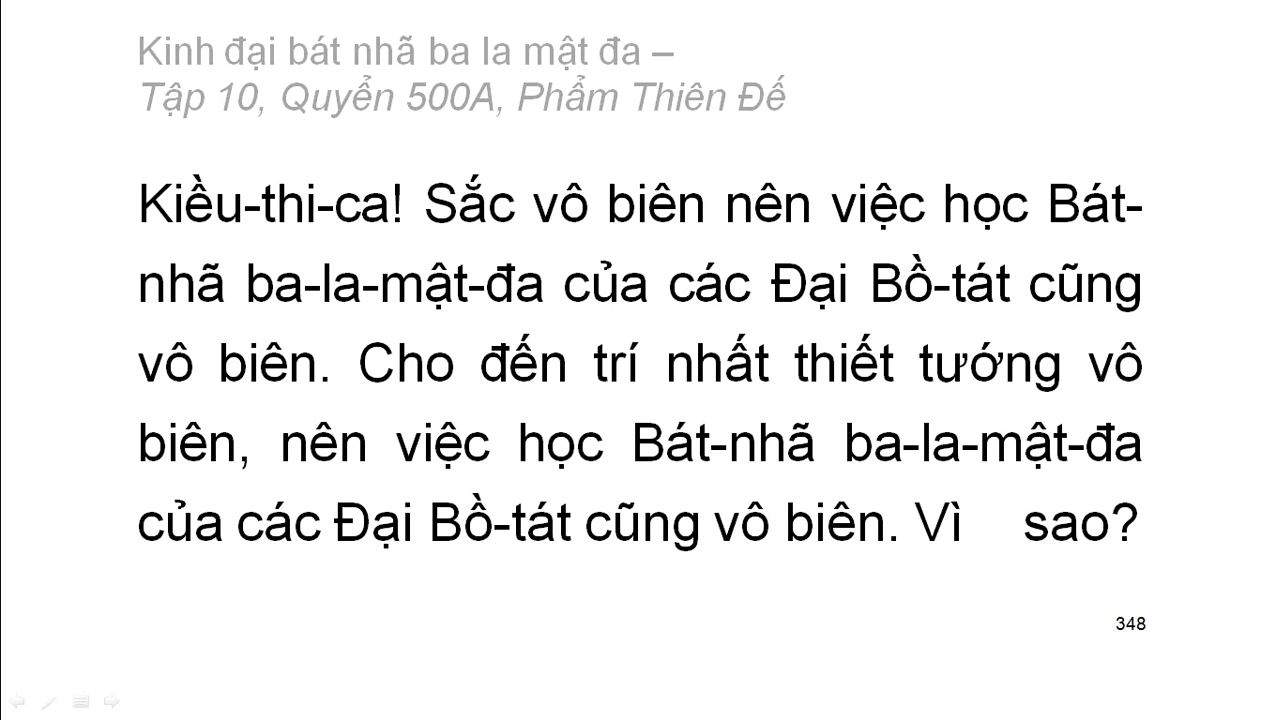 Kinh đại bát nhã ba la mật đa –
Tập 10, Quyển 500A, Phẩm Thiên Đế
Kiều-thi-ca! Sắc vô biên nên việc học Bát-
nhã ba-la-mật-đa của các Đại Bồ-tát cũng
vô biên. Cho đến trí nhất thiết tướng vô
biên, nên việc học Bát-nhã ba-la-mật-đa
của các Đại Bồ-tát cũng vô biên. Vì sao?
348